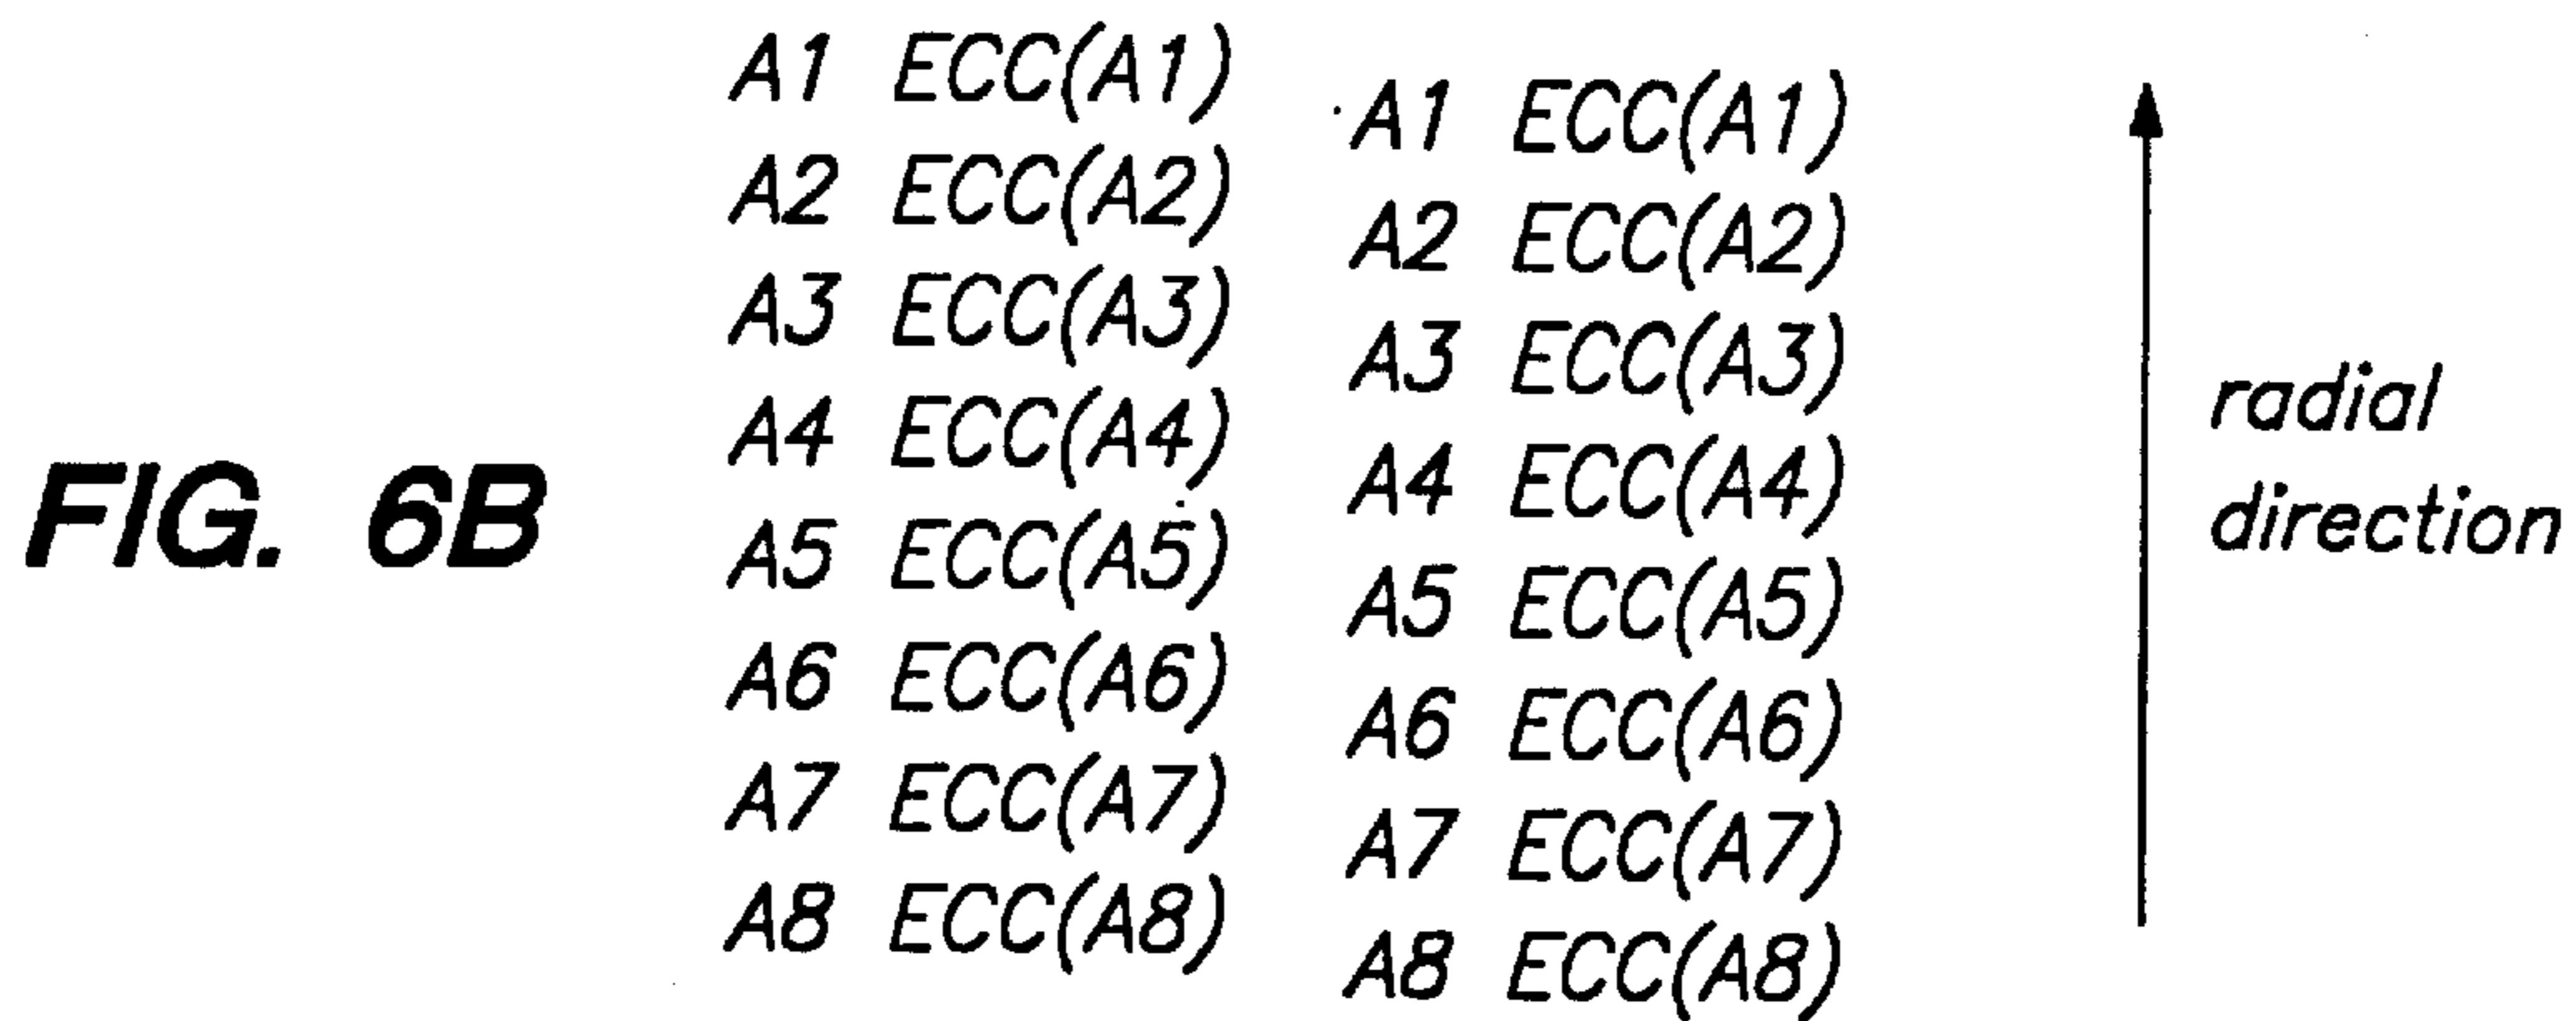 FIG. 6B
A1 ECC(A1)
A2 ECC(A2)
A3 ECC(A3)
A4 ECC(A4)
A5 ECC(A5)
A6 ECC(A6)
A7 ECC(A7)
A8 ECC(A8)
A1 ECC(A1)
A2 ECC(A2)
A3 ECC(A3)
A4 ECC(A4)
A5 ECC(A5)
A6 ECC(A6)
A7 ECC(A7)
A8 ECC(A8)
radial
direction